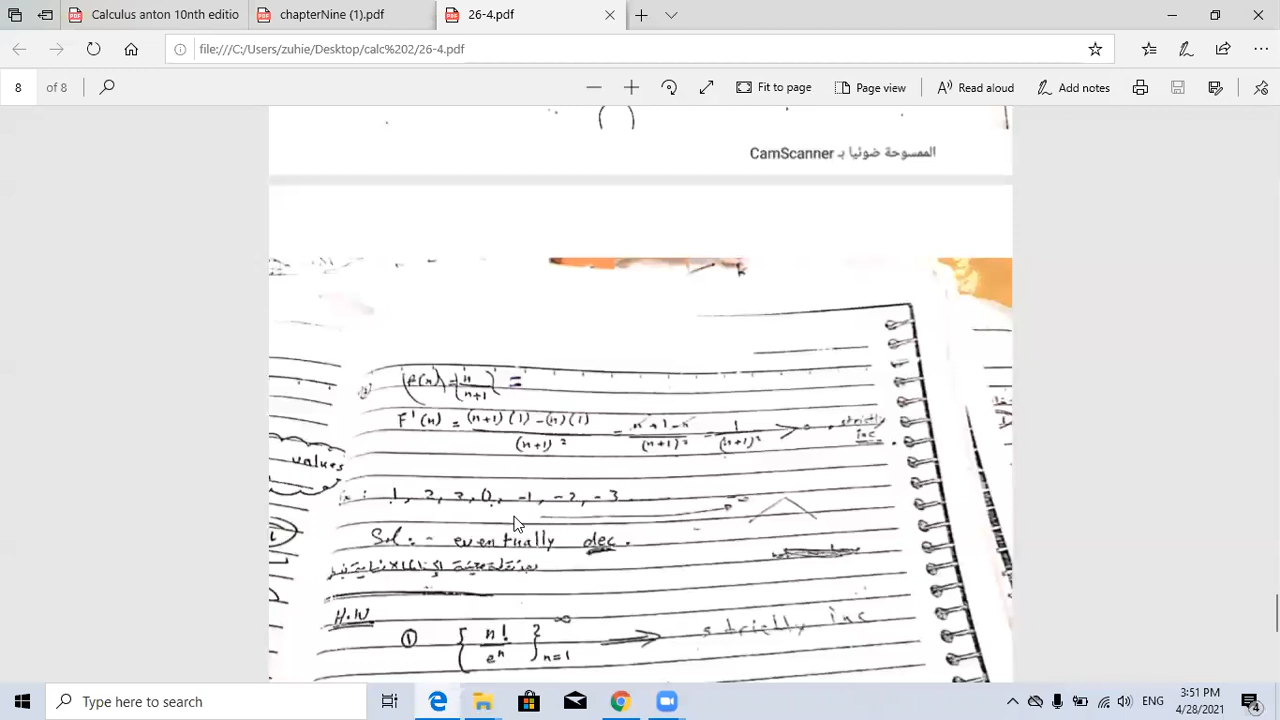 Calculus anton 10th editio
chapterNine (1).pdf
26-4.pdf
file:///C:/Users/zuhie/Desktop/calc%202/26-4.pdf
8 of 8
Fit to page
Page view
Read aloud
Add notes
الممسوحة ضوئيا بـ CamScanner
F(n) = n/n+1 =
F'(n) = (n+1)(1)-(n)(1)/(n+1)² = n+1-n/(n+1)² = 1/(n+1)² > 0 strictly inc.
values
1, 2, 3, 0, -1, -2, -3
Sol:- eventually dec.
H.W
① { n!/eⁿ }∞ n=1 strictly inc
Type here to search
ENG
3:51 PM
4/28/2021
4